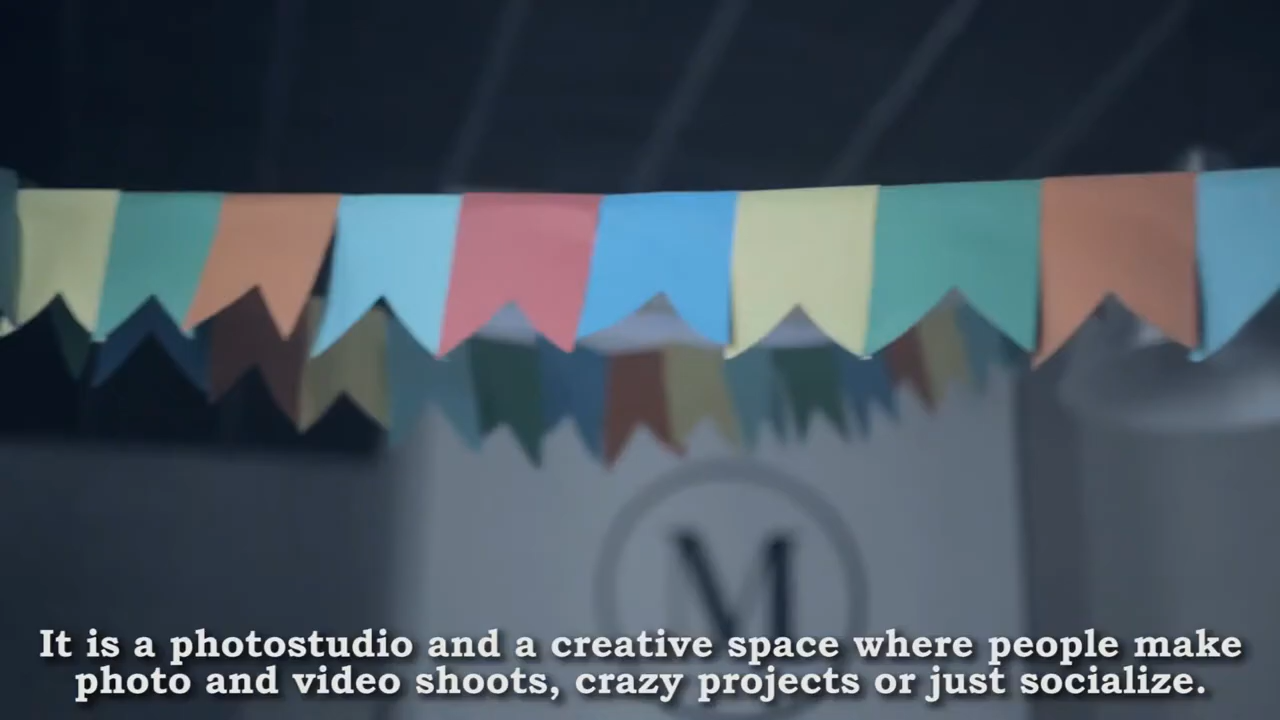 M
It is a photostudio and a creative space where people make
photo and video shoots, crazy projects or just socialize.